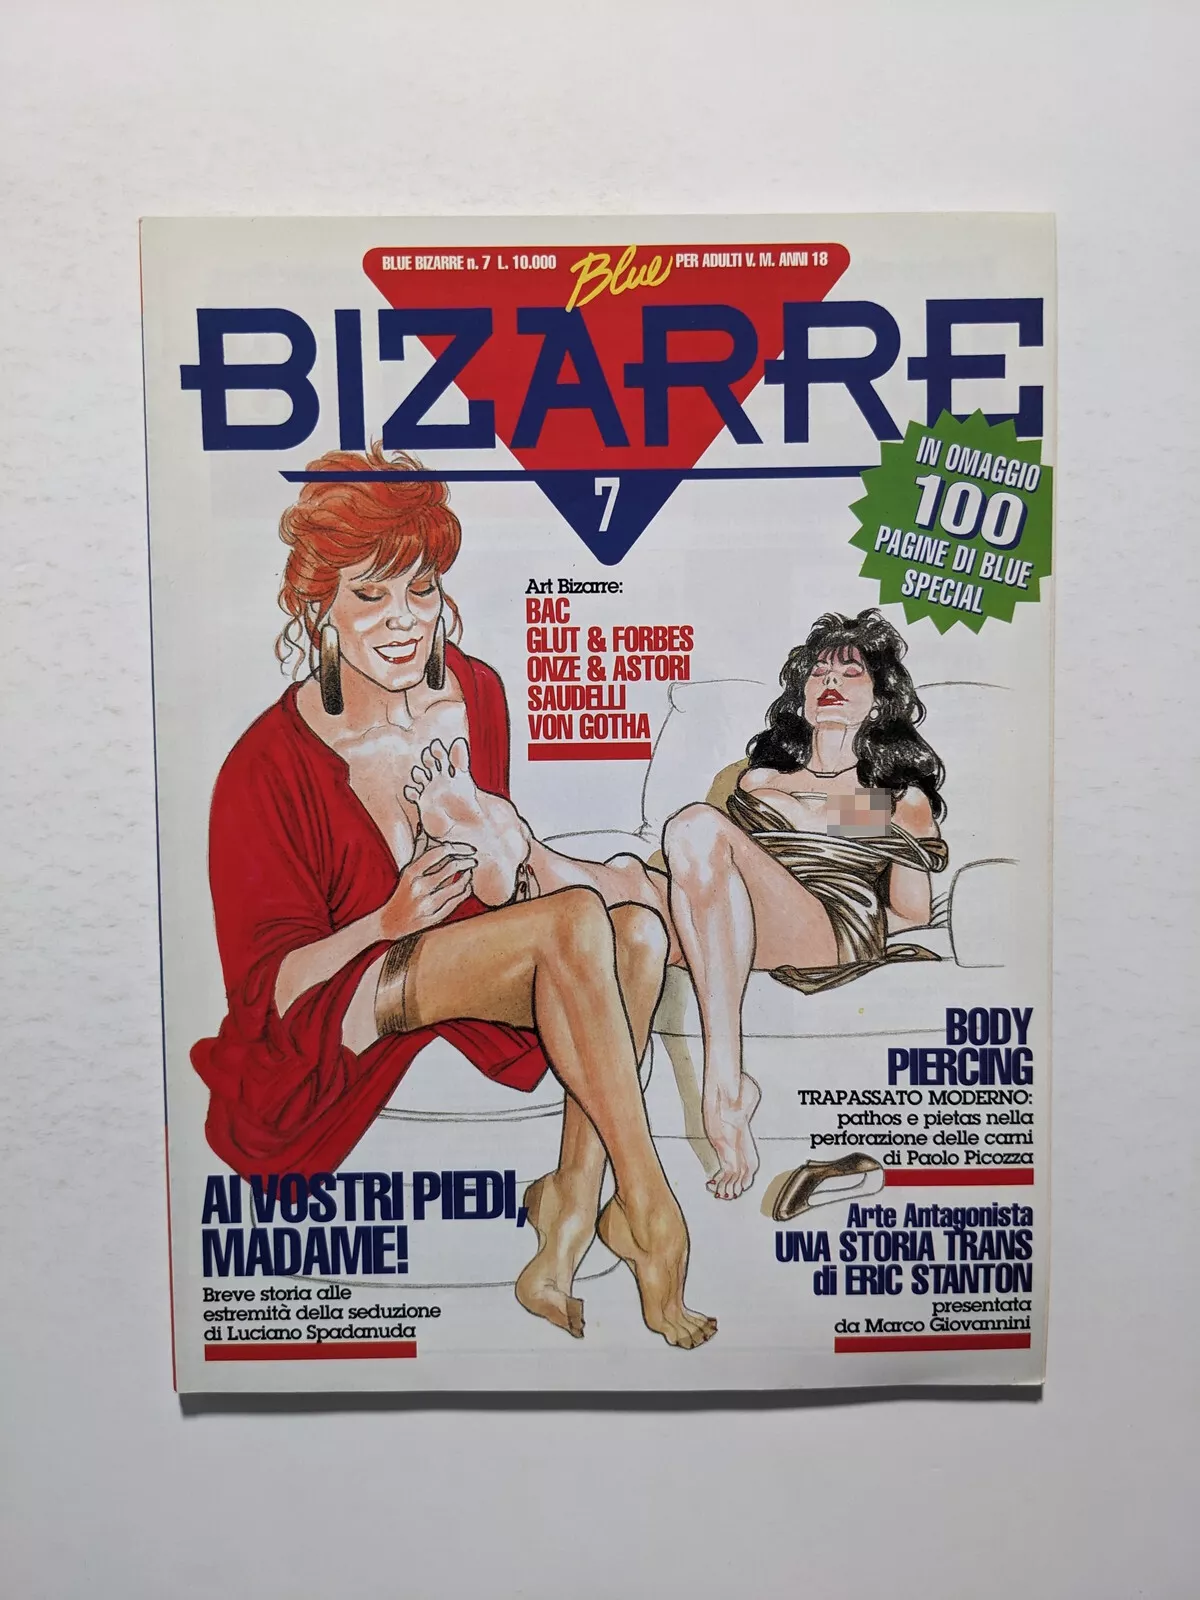 BLUE BIZARRE n. 7 L. 10.000
Blue
PER ADULTI V. M. ANNI 18
BIZARRE
7
IN OMAGGIO
100
PAGINE DI BLUE
SPECIAL
Art Bizarre:
BAC
GLUT & FORBES
ONZE & ASTORI
SAUDELLI
VON GOTHA
BODY
PIERCING
TRAPASSATO MODERNO:
pathos e pietas nella
perforazione delle carni
di Paolo Picozza
AI VOSTRI PIEDI,
MADAME!
Breve storia alle
estremità della seduzione
di Luciano Spadanuda
Arte Antagonista
UNA STORIA TRANS
di ERIC STANTON
presentata
da Marco Giovannini